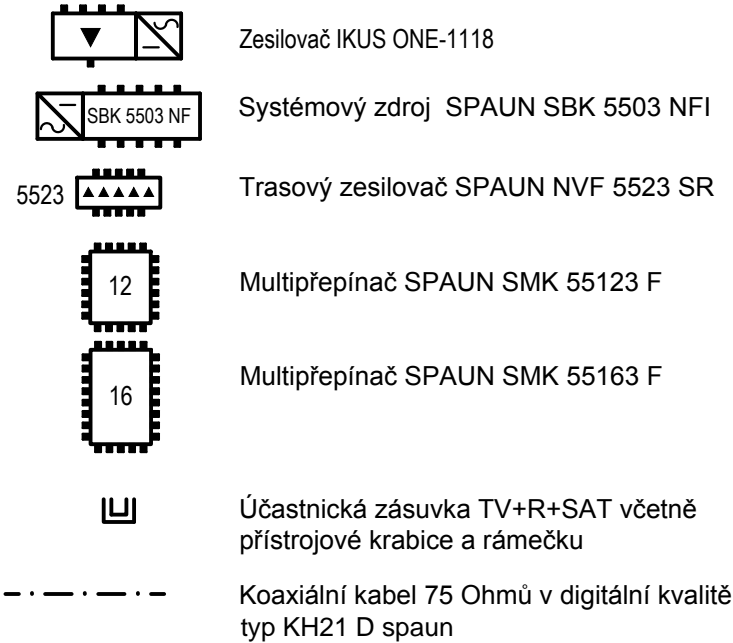 Zesilovač IKUS ONE-1118
SBK 5503 NF
Systémový zdroj SPAUN SBK 5503 NFI
5523
Trasový zesilovač SPAUN NVF 5523 SR
12
Multipřepínač SPAUN SMK 55123 F
16
Multipřepínač SPAUN SMK 55163 F
Účastnická zásuvka TV+R+SAT včetně
přístrojové krabice a rámečku
Koaxiální kabel 75 Ohmů v digitální kvalitě
typ KH21 D spaun